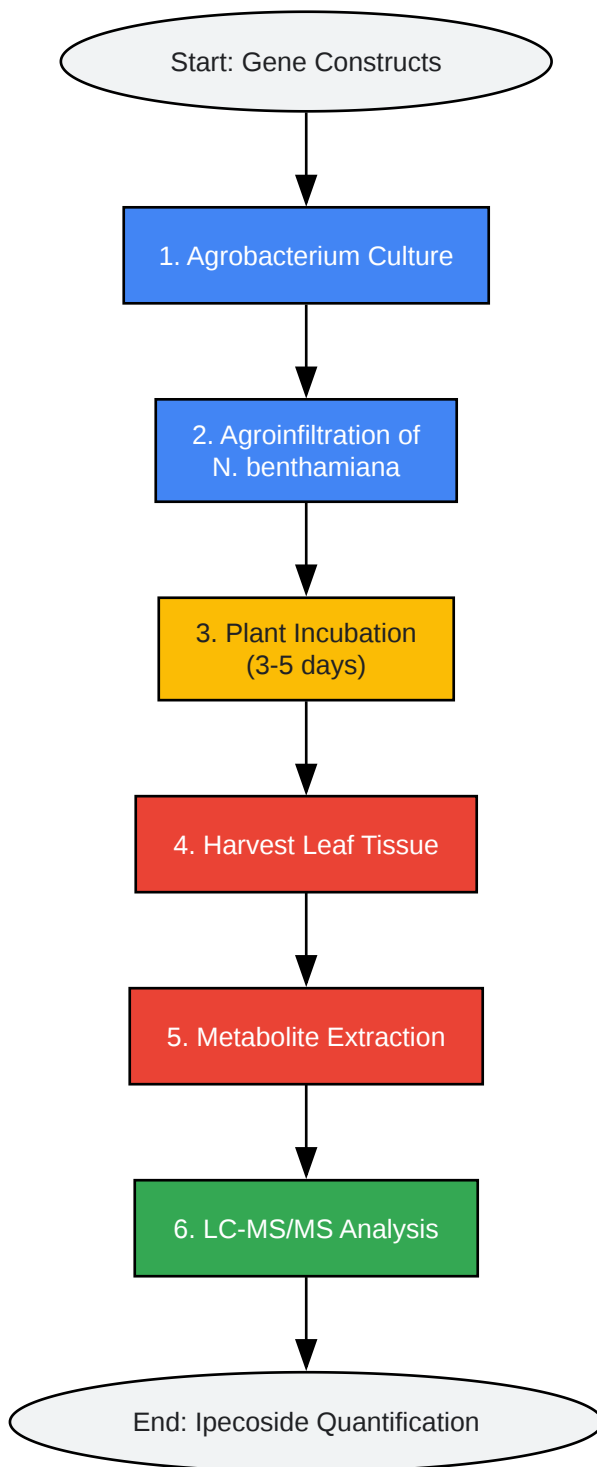 Start: Gene Constructs
1. Agrobacterium Culture
2. Agroinfiltration of
N. benthamiana
3. Plant Incubation
(3-5 days)
4. Harvest Leaf Tissue
5. Metabolite Extraction
6. LC-MS/MS Analysis
End: Ipecoside Quantification